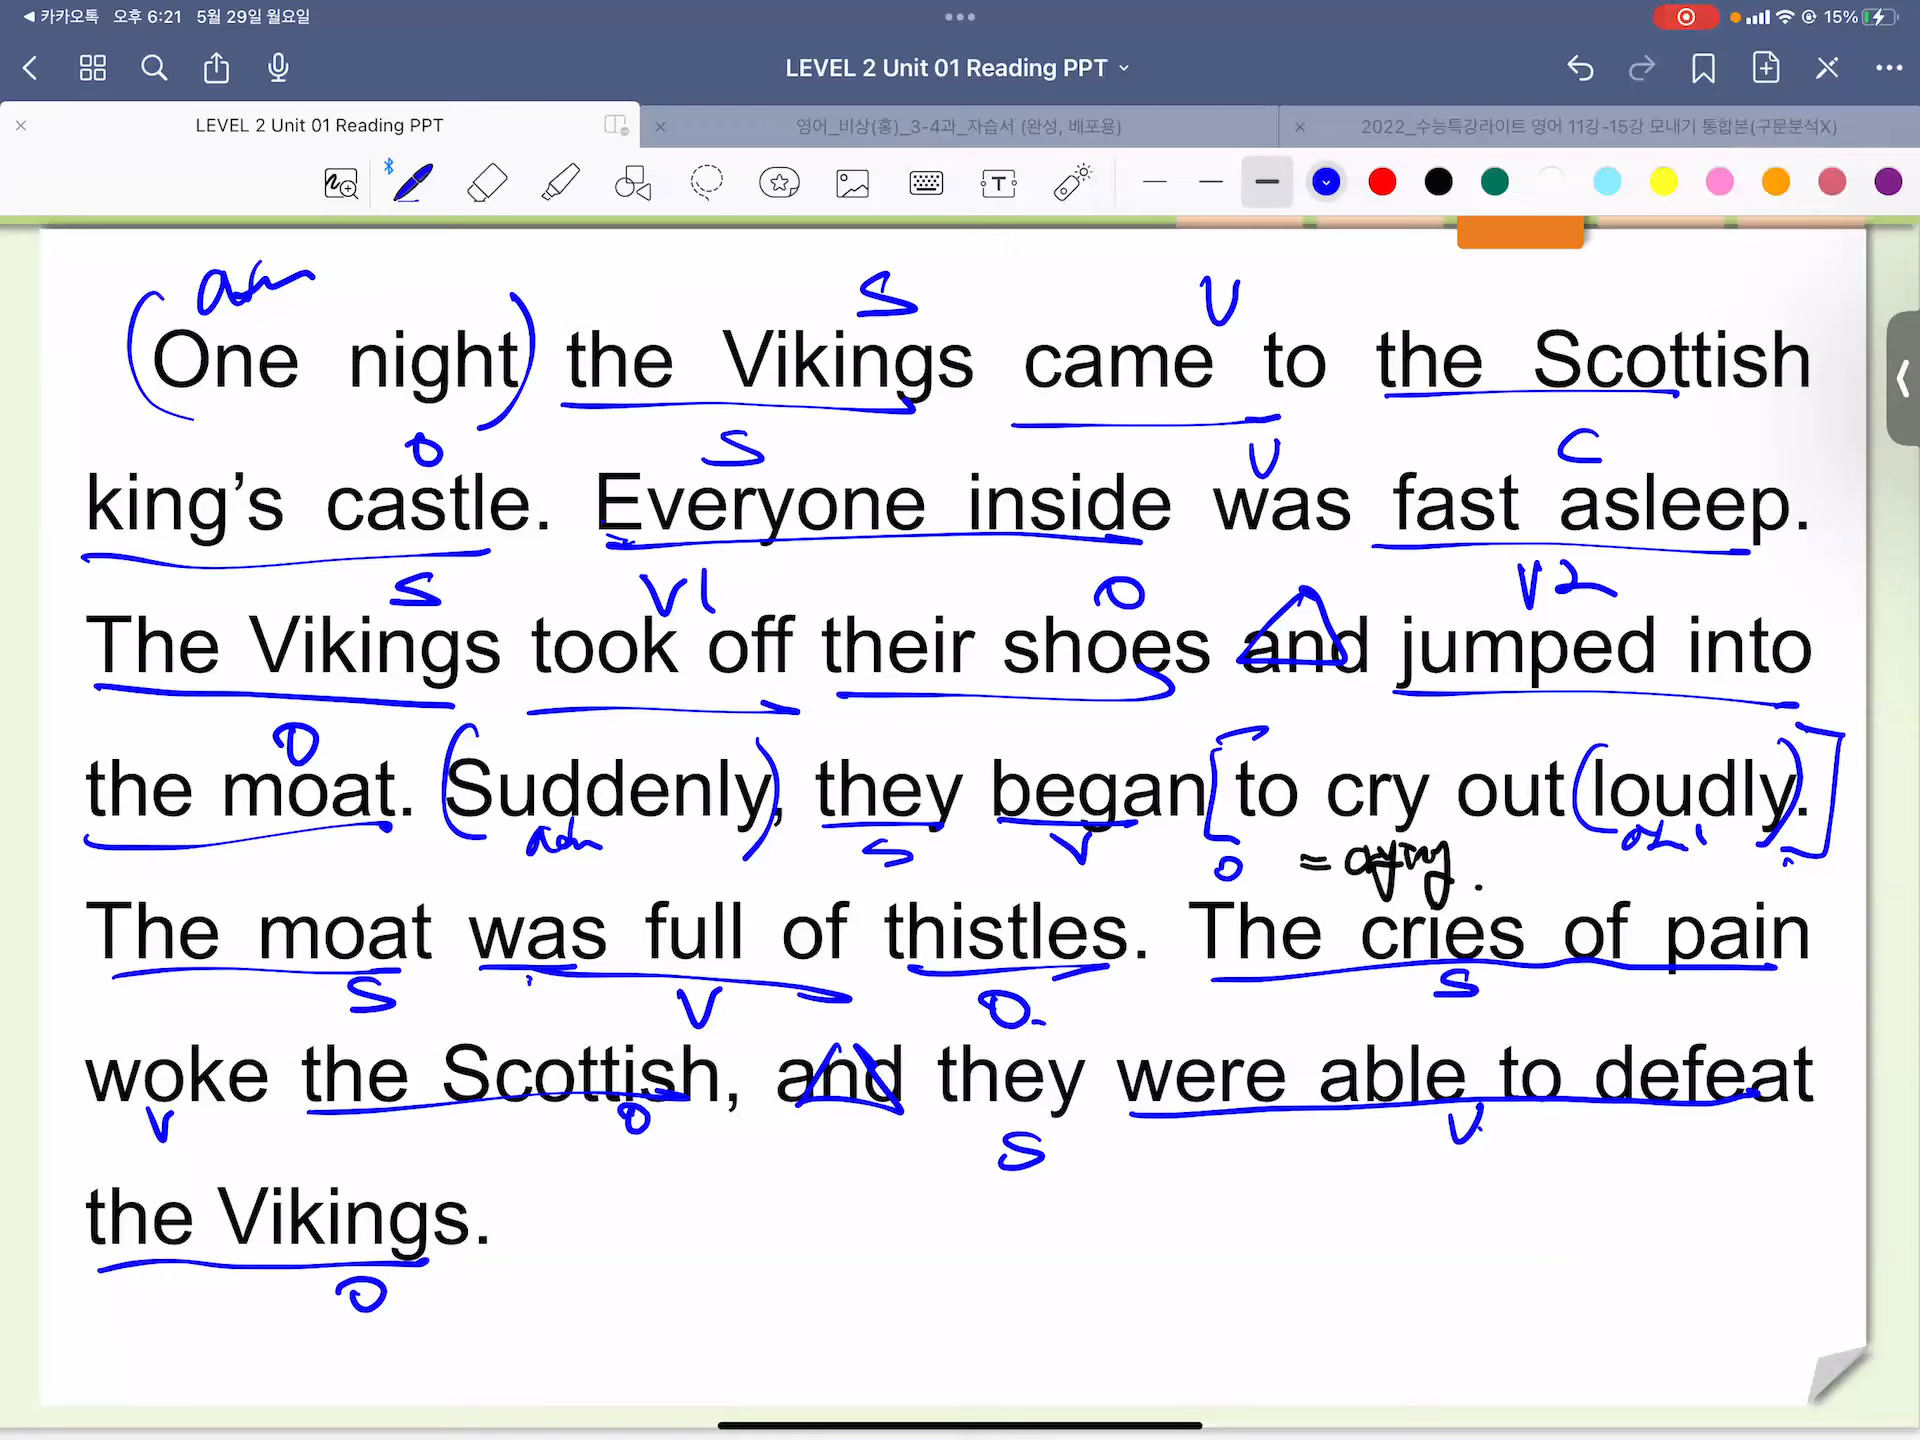 카카오톡 오후 6:21 5월 29일 월요일 15%
LEVEL 2 Unit 01 Reading PPT
LEVEL 2 Unit 01 Reading PPT 영어_비상(홍)_3-4과_자습서 (완성, 배포용) 2022_수능특강라이트 영어 11강-15강 모내기 통합본(구문분석X)
T
S V
(One night) the Vikings came to the Scottish
O S V C
king's castle. Everyone inside was fast asleep.
S V1 O V2
The Vikings took off their shoes and jumped into
O
the moat. (Suddenly), they began [to cry out (loudly).]
S V O =
The moat was full of thistles. The cries of pain
S V O. S
woke the Scottish, and they were able to defeat
V O S V
the Vikings.
O